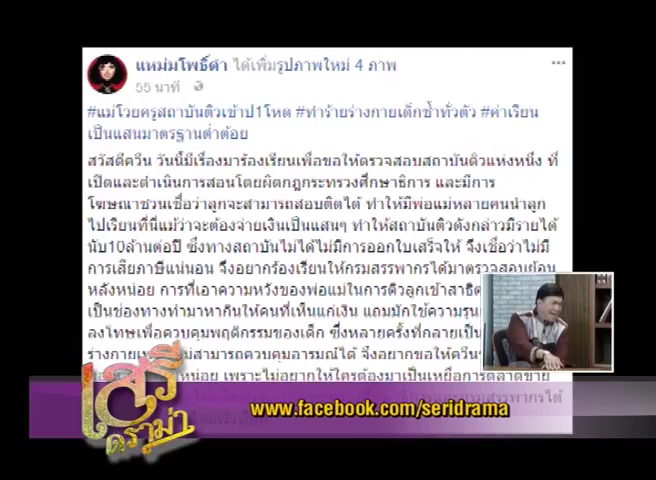 แหม่มโพธิ์ดำ ได้เพิ่มรูปภาพใหม่ 4 ภาพ
55 นาที
#แม่โวยครูสถาบันติวเข้าป1โหด #ทำร้ายร่างกายเด็กช้ำทั่วตัว #ค่าเรียน
เป็นแสนมาตรฐานต่ำต้อย
สวัสดีควีน วันนี้มีเรื่องมาร้องเรียนเพื่อขอให้ตรวจสอบสถาบันติวแห่งหนึ่ง ที่
เปิดและดำเนินการสอนโดยผิดกฎกระทรวงศึกษาธิการ และมีการ
โฆษณาชวนเชื่อว่าลูกจะสามารถสอบติดได้ ทำให้มีพ่อแม่หลายคนนำลูก
ไปเรียนที่นี่แม้ว่าจะต้องจ่ายเงินเป็นแสนๆ ทำให้สถาบันติวดังกล่าวมีรายได้
นับ10ล้านต่อปี ซึ่งทางสถาบันไม่ได้ไม่มีการออกใบเสร็จให้ จึงเชื่อว่าไม่มี
การเสียภาษีแน่นอน จึงอยากร้องเรียนให้กรมสรรพากรได้มาตรวจสอบย้อน
หลังหน่อย การที่เอาความหวังของพ่อแม่ในการติวลูกเข้าสาธิต
เป็นช่องทางทำมาหากินให้คนที่เห็นแก่เงิน แถมมักใช้ความรุน
ลงโทษเพื่อควบคุมพฤติกรรมของเด็ก ซึ่งหลายครั้งที่กลายเป็
ร่างกาย ไม่สามารถควบคุมอารมณ์ได้ จึงอยากขอให้ควีน
หน่อย เพราะไม่อยากให้ใครต้องมาเป็นเหยื่อการตลาดขาย
กรมสรรพากรได้
เสรี
ดราม่า
www.facebook.com/seridrama